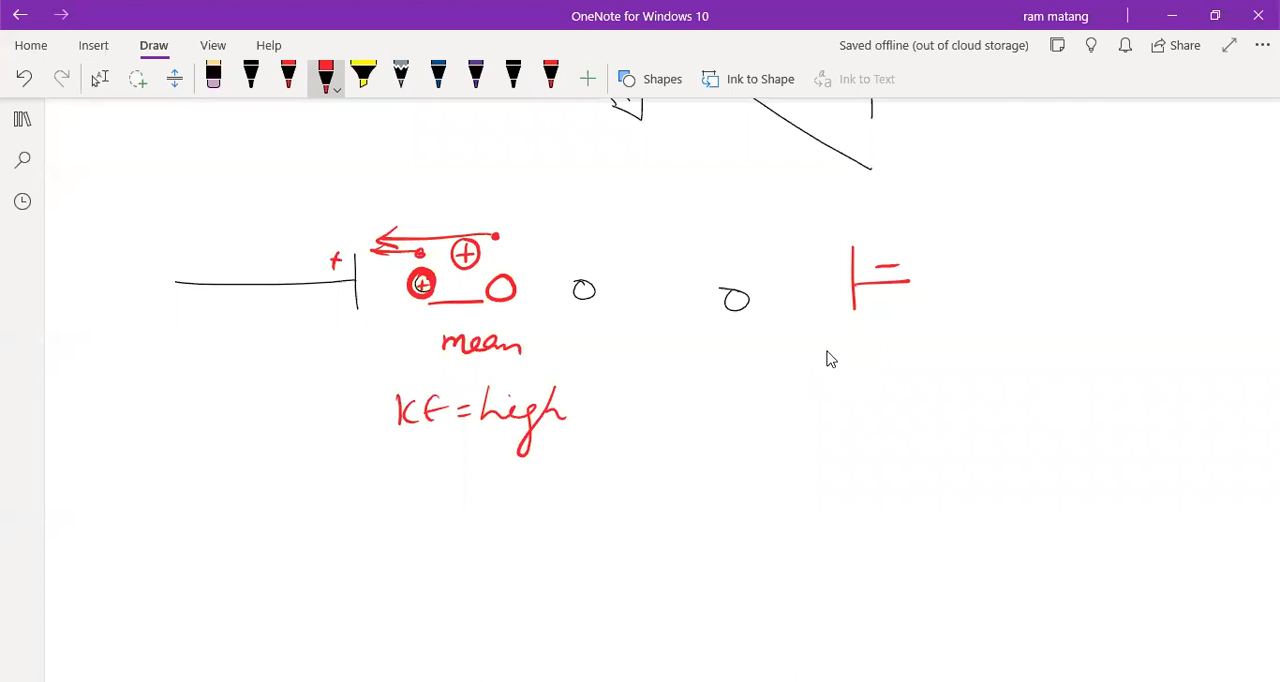 OneNote for Windows 10
ram matang
Home Insert Draw View Help
Saved offline (out of cloud storage)
Share
Shapes
Ink to Shape
Ink to Text
+
+
+
=
mean
KE = high